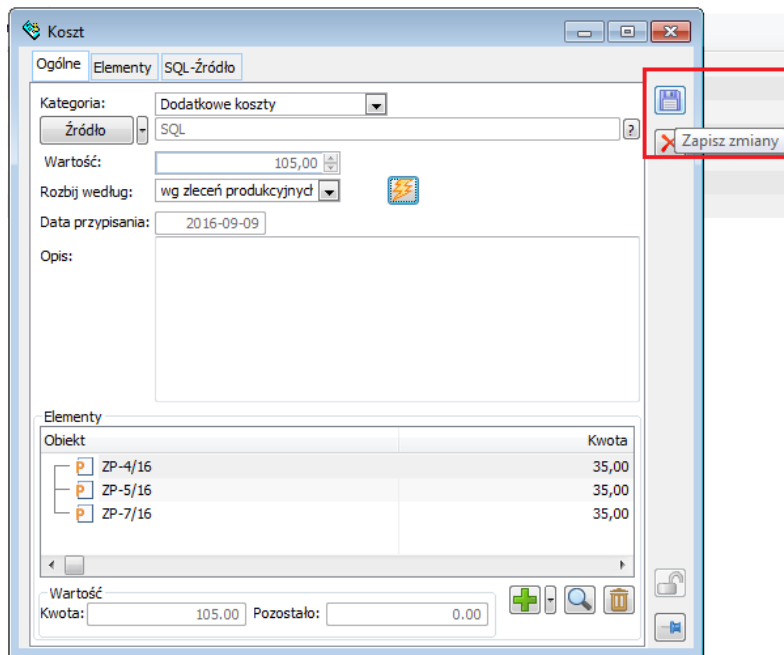 Koszt
Ogólne Elementy SQL-Źródło
Kategoria: Dodatkowe koszty
Źródło SQL ?
Zapisz zmiany
Wartość: 105,00
Rozbij według: wg zleceń produkcyjnych
Data przypisania: 2016-09-09
Opis:
Elementy
Obiekt Kwota
P ZP-4/16 35,00
P ZP-5/16 35,00
P ZP-7/16 35,00
Wartość
Kwota: 105.00 Pozostało: 0.00